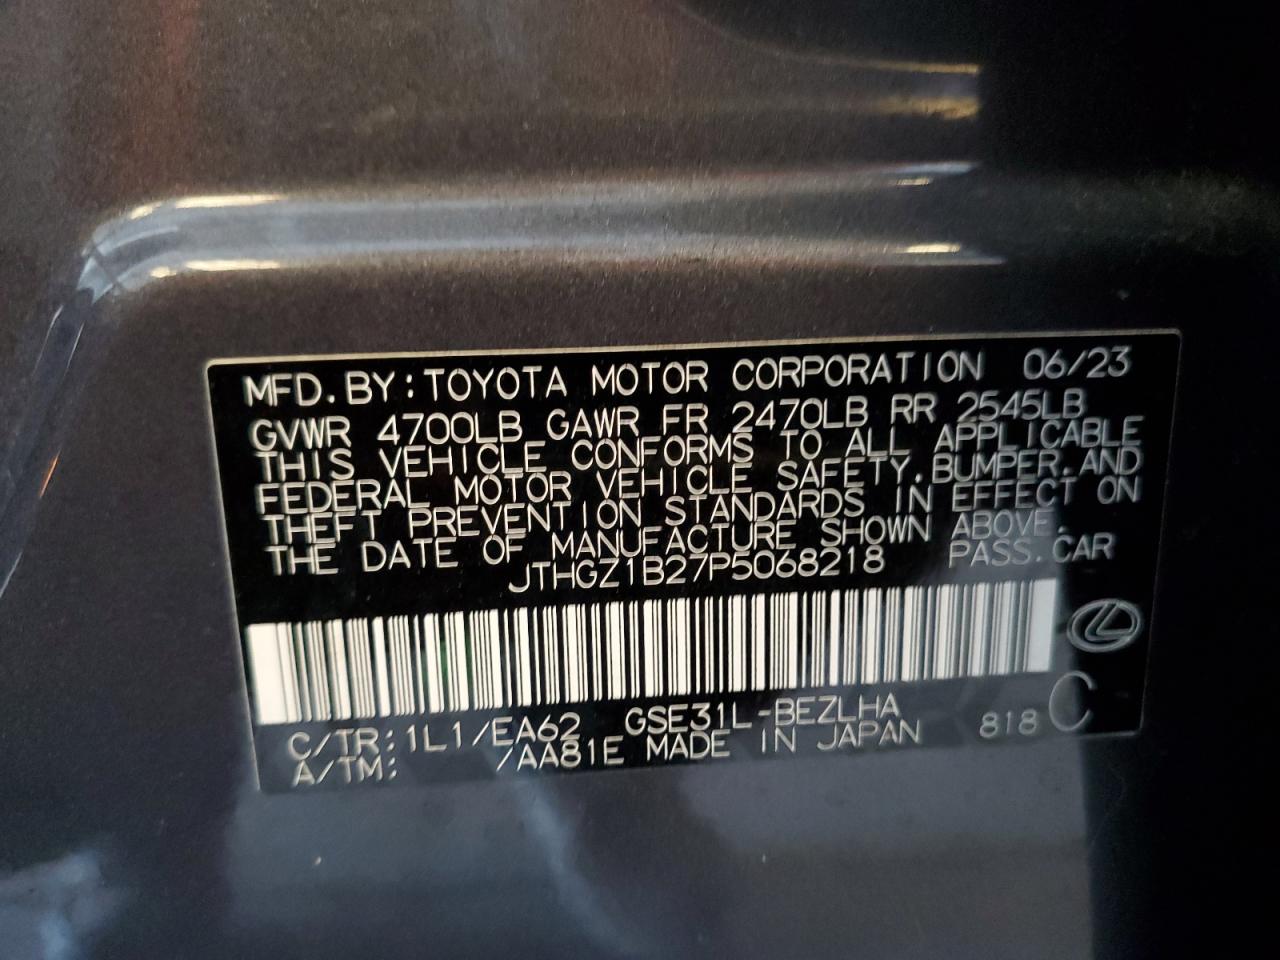 MFD.BY:TOYOTA MOTOR CORPORATION 06/23
GVWR 4700LB GAWR FR 2470LB RR 2545LB
THIS VEHICLE CONFORMS TO ALL APPLICABLE
FEDERAL MOTOR VEHICLE SAFETY,BUMPER,AND
THEFT PREVENTION STANDARDS IN EFFECT ON
THE DATE OF MANUFACTURE SHOWN ABOVE.
JTHGZ1B27P5068218 PASS.CAR
C/TR:1L1/EA62 GSE31L-BEZLHA
A/TM: /AA81E MADE IN JAPAN 818 C